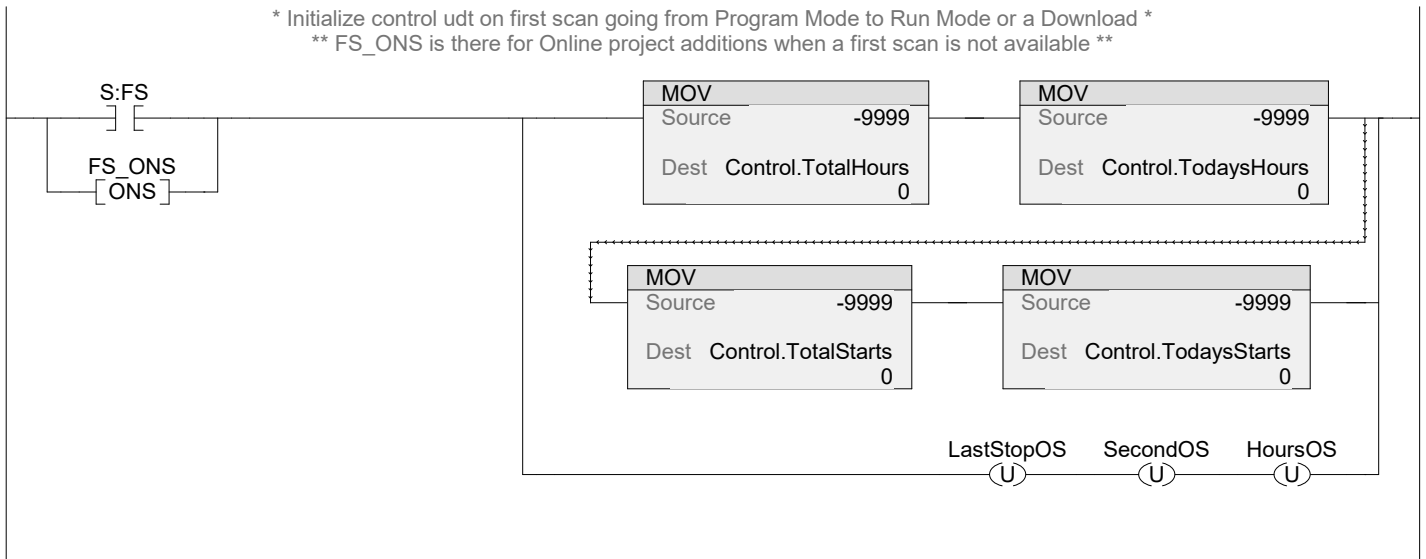 * Initialize control udt on first scan going from Program Mode to Run Mode or a Download *
** FS_ONS is there for Online project additions when a first scan is not available **
S:FS
FS_ONS
ONS
MOV
Source -9999
Dest Control.TotalHours
0
MOV
Source -9999
Dest Control.TodaysHours
0
MOV
Source -9999
Dest Control.TotalStarts
0
MOV
Source -9999
Dest Control.TodaysStarts
0
LastStopOS SecondOS HoursOS
U U U